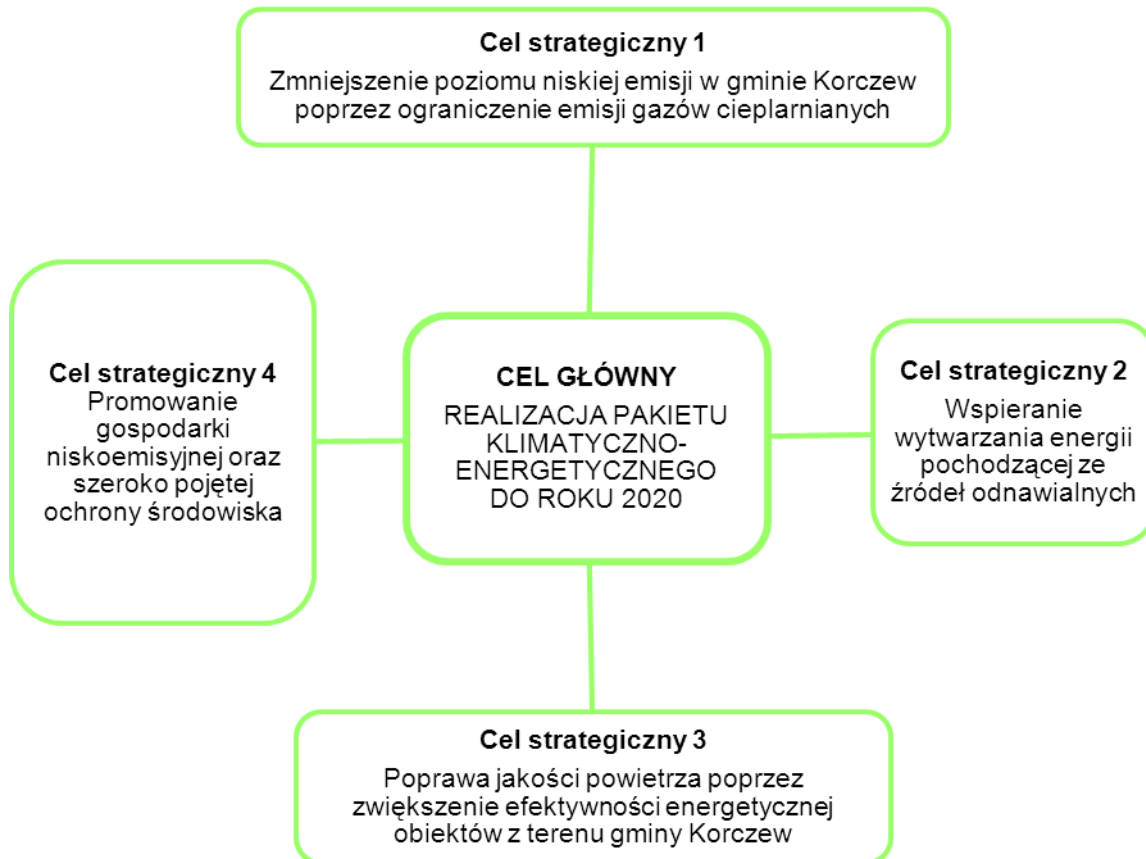 Cel strategiczny 1
Zmniejszenie poziomu niskiej emisji w gminie Korczew
poprzez ograniczenie emisji gazów cieplarnianych
Cel strategiczny 4
Promowanie
gospodarki
niskoemisyjnej oraz
szeroko pojętej
ochrony środowiska
CEL GŁÓWNY
REALIZACJA PAKIETU
KLIMATYCZNO-
ENERGETYCZNEGO
DO ROKU 2020
Cel strategiczny 2
Wspieranie
wytwarzania energii
pochodzącej ze
źródeł odnawialnych
Cel strategiczny 3
Poprawa jakości powietrza poprzez
zwiększenie efektywności energetycznej
obiektów z terenu gminy Korczew